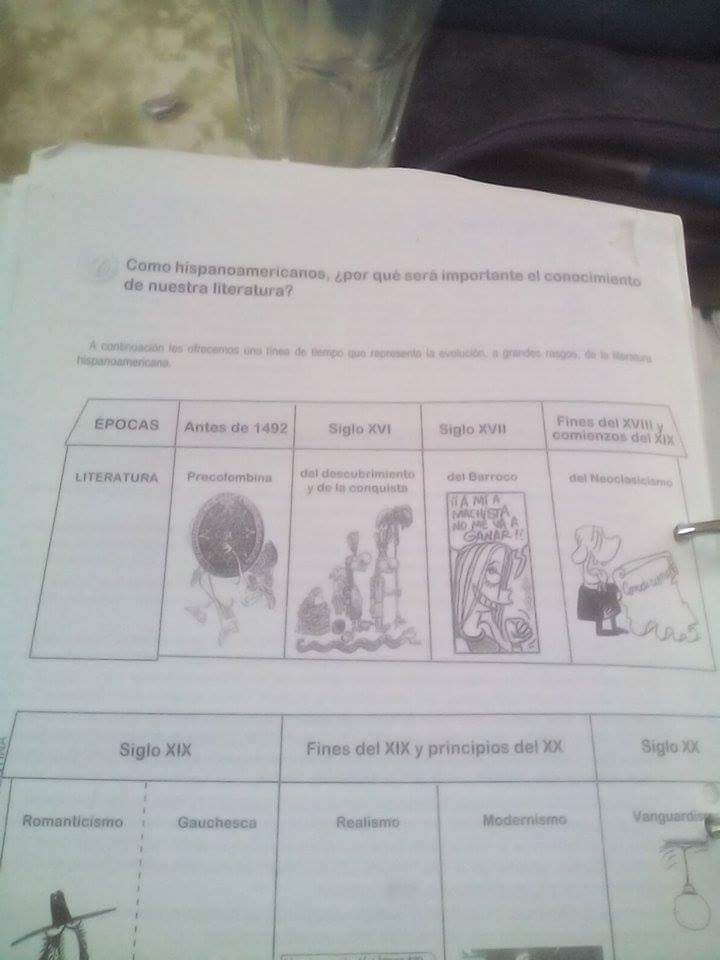 Como hispanoamericanos, ¿por qué será importante el conocimiento
de nuestra literatura?
A continuación les ofrecemos una línea de tiempo que representa la evolución, a grandes rasgos, de la literatura
hispanoamericana.
ÉPOCAS
Antes de 1492
Siglo XVI
Siglo XVII
Fines del XVIII y
comienzos del XIX
LITERATURA
Precolombina
del descubrimiento
y de la conquista
del Barroco
del Neoclasicismo
¡¡A MÍ A
MACHISTA
NO ME VA A
GANAR!!
Siglo XIX
Fines del XIX y principios del XX
Siglo XX
Romanticismo
Gauchesca
Realismo
Modernismo